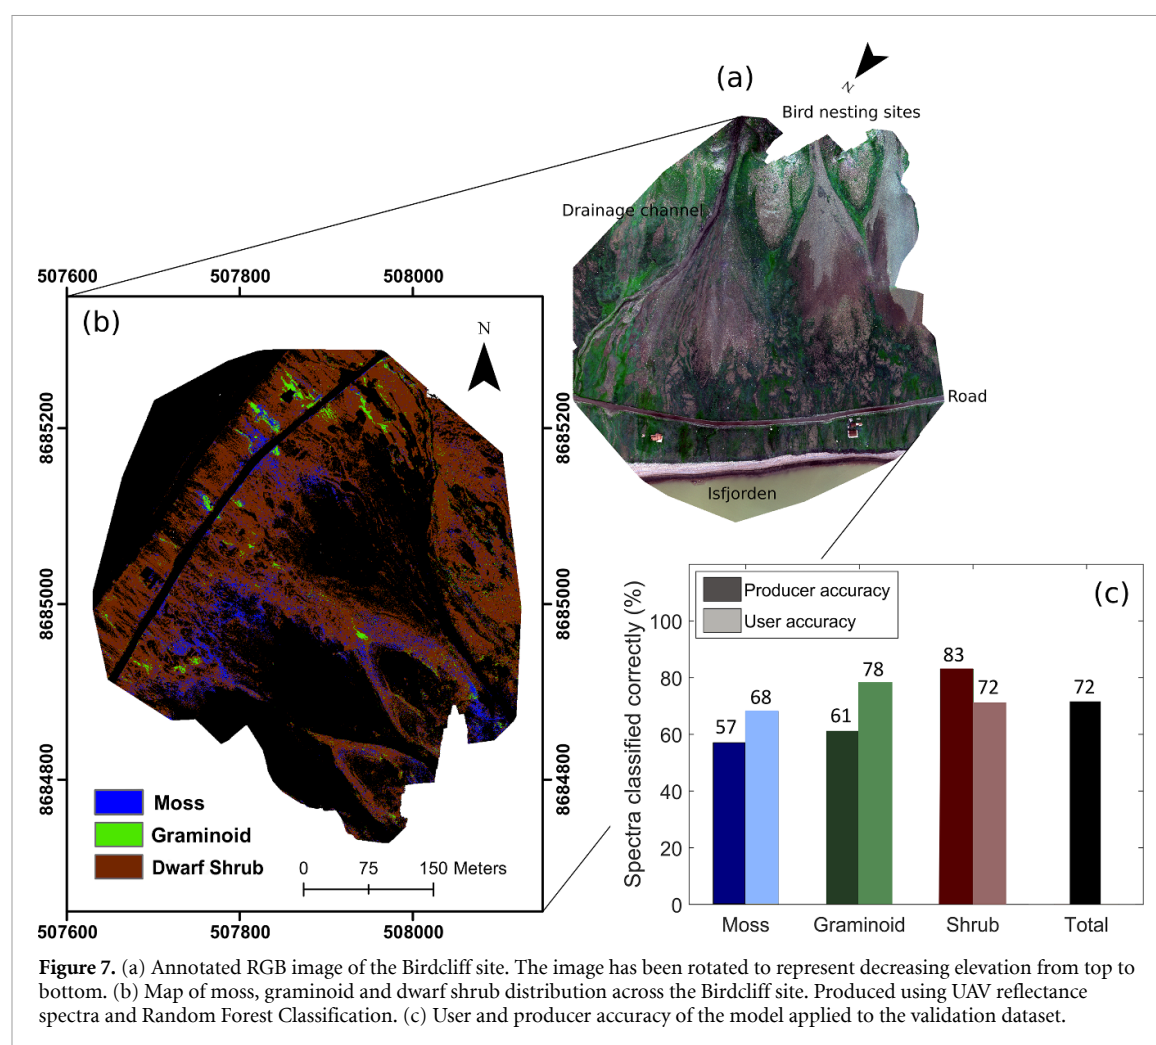 (a)
N
Bird nesting sites
Drainage channel
Road
Isfjorden
507600 507800 508000
(b)
N
8685200 8685200
8685000 8685000
8684800 8684800
Moss
Graminoid
Dwarf Shrub
0 75 150 Meters
507600 507800 508000
(c)
Producer accuracy
User accuracy
Spectra classified correctly (%)
100
80
60
40
20
0
57 68 61 78 83 72 72
Moss Graminoid Shrub Total
Figure 7. (a) Annotated RGB image of the Birdcliff site. The image has been rotated to represent decreasing elevation from top to
bottom. (b) Map of moss, graminoid and dwarf shrub distribution across the Birdcliff site. Produced using UAV reflectance
spectra and Random Forest Classification. (c) User and producer accuracy of the model applied to the validation dataset.